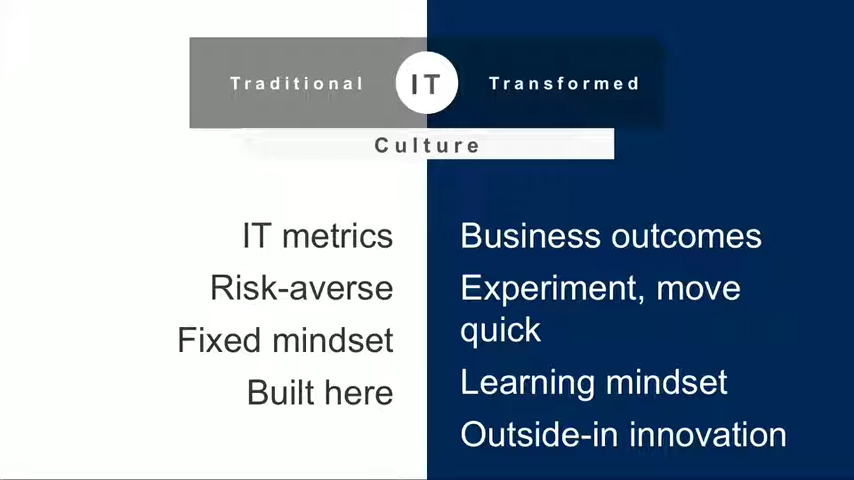 Traditional IT Transformed
Culture
IT metrics
Risk-averse
Fixed mindset
Built here
Business outcomes
Experiment, move
quick
Learning mindset
Outside-in innovation